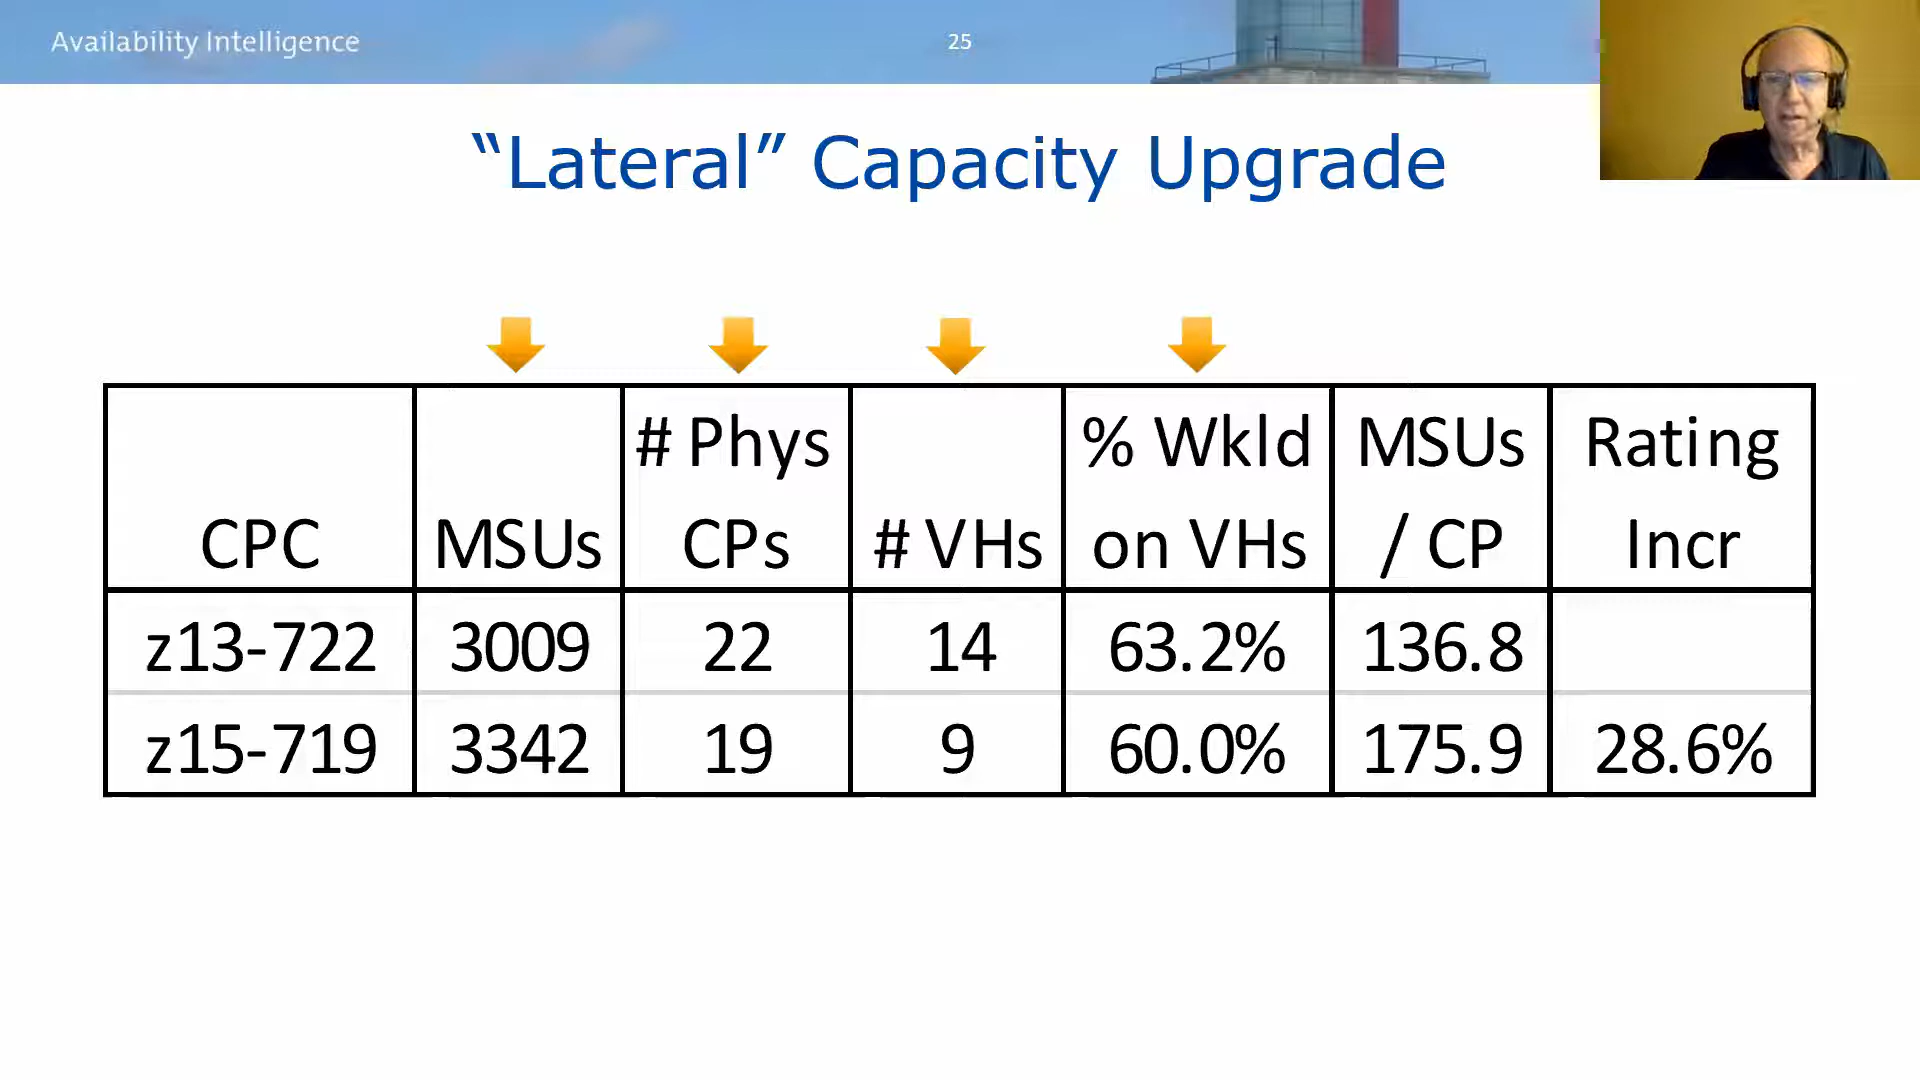 Availability Intelligence
25
“Lateral” Capacity Upgrade
CPC MSUs # Phys CPs # VHs % Wkld on VHs MSUs / CP Rating Incr
z13-722 3009 22 14 63.2% 136.8
z15-719 3342 19 9 60.0% 175.9 28.6%